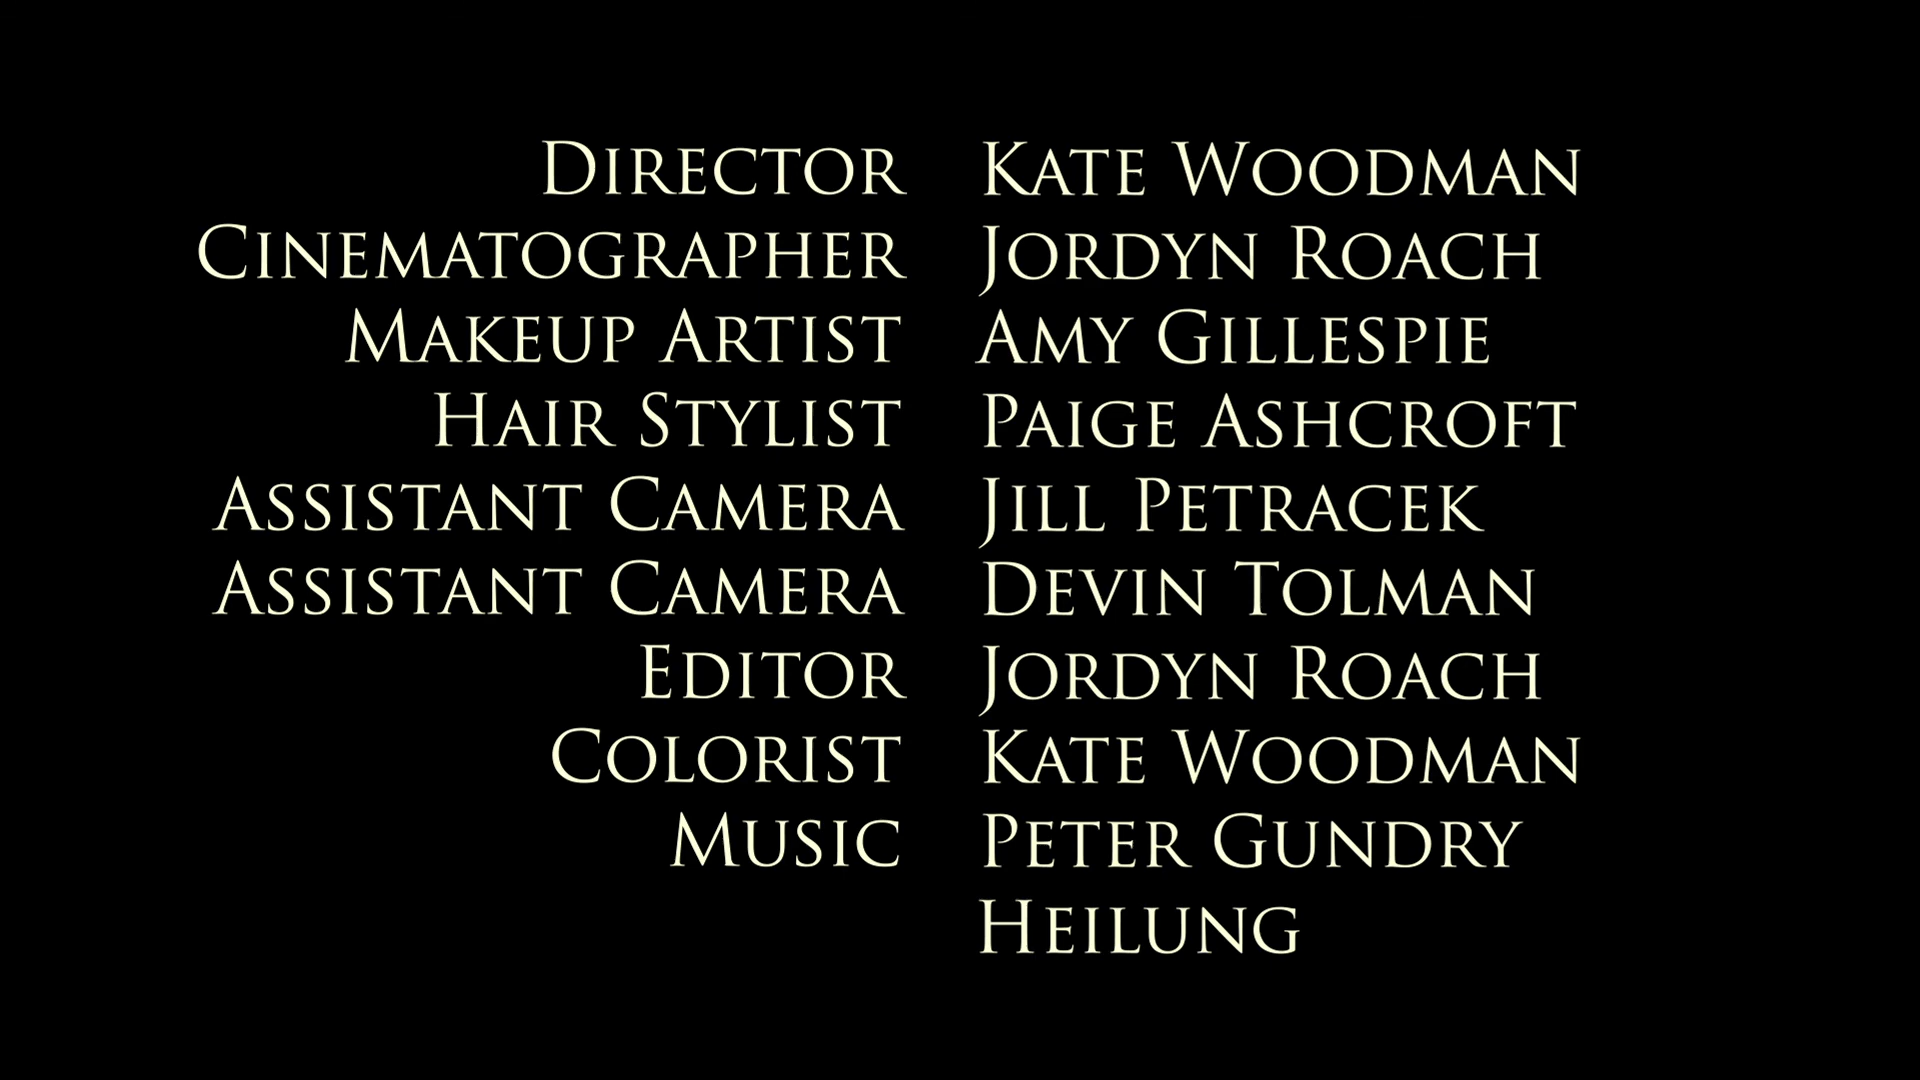 Director Kate Woodman
Cinematographer Jordyn Roach
Makeup Artist Amy Gillespie
Hair Stylist Paige Ashcroft
Assistant Camera Jill Petracek
Assistant Camera Devin Tolman
Editor Jordyn Roach
Colorist Kate Woodman
Music Peter Gundry
Heilung